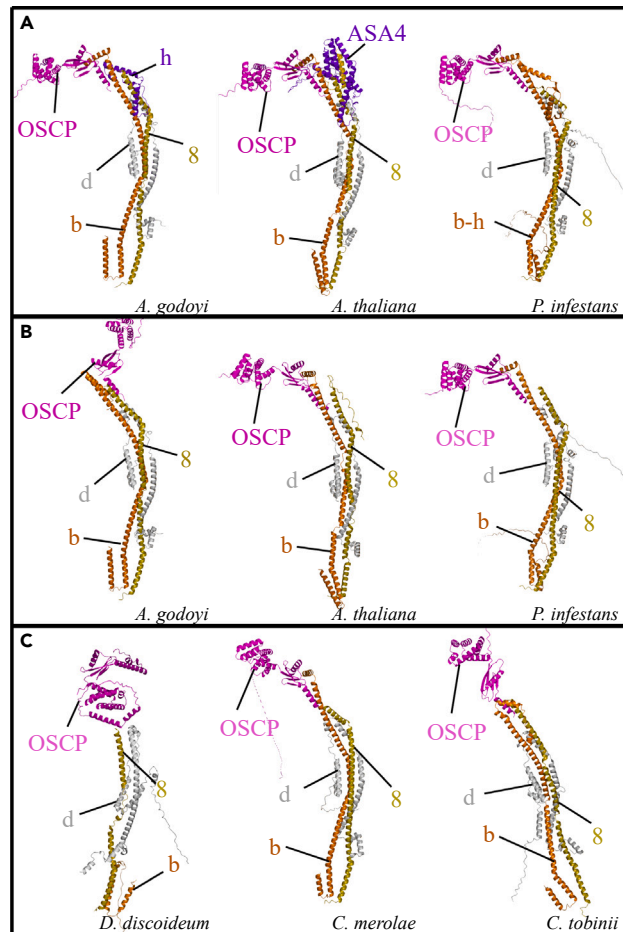 A
h
ASA4
OSCP
OSCP
OSCP
8
8
8
d
d
d
b
b
b-h
A. godoyi
A. thaliana
P. infestans
B
OSCP
OSCP
OSCP
8
8
8
d
d
d
b
b
b
A. godoyi
A. thaliana
P. infestans
C
OSCP
OSCP
OSCP
8
8
8
d
d
d
b
b
b
D. discoideum
C. merolae
C. tobinii